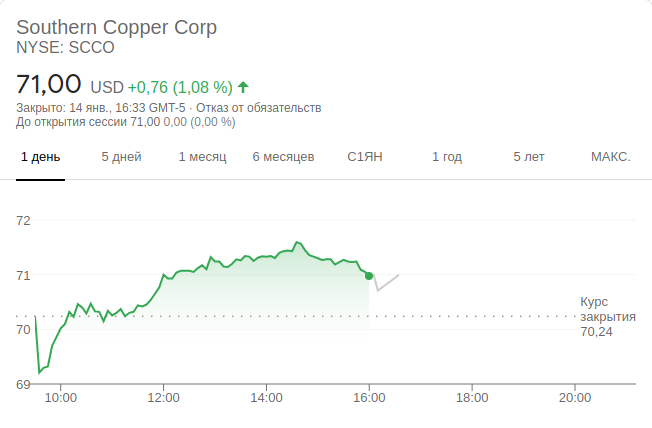 Southern Copper Corp
NYSE: SCCO
71,00 USD +0,76 (1,08 %)
Закрыто: 14 янв., 16:33 GMT-5 · Отказ от обязательств
До открытия сессии 71,00 0,00 (0,00 %)
1 день 5 дней 1 месяц 6 месяцев С1ЯН 1 год 5 лет МАКС.
72
71
Курс
закрытия
70,24
70
69
10:00 12:00 14:00 16:00 18:00 20:00